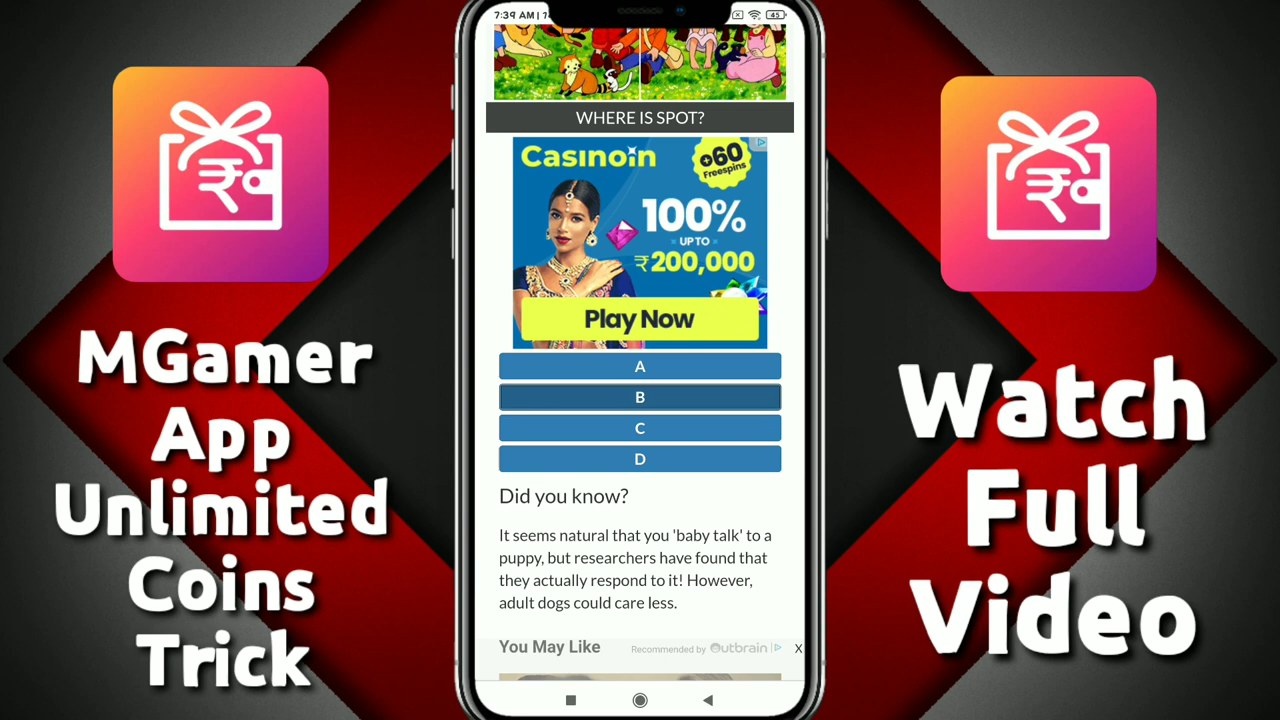 MGamer
App
Unlimited
Coins
Trick
7:39 AM | 1
45
WHERE IS SPOT?
Casinoin
+60
Freespins
100%
UP TO
₹200,000
Play Now
A
B
C
D
Did you know?
It seems natural that you 'baby talk' to a
puppy, but researchers have found that
they actually respond to it! However,
adult dogs could care less.
You May Like
Recommended by Outbrain
X
Watch
Full
Video